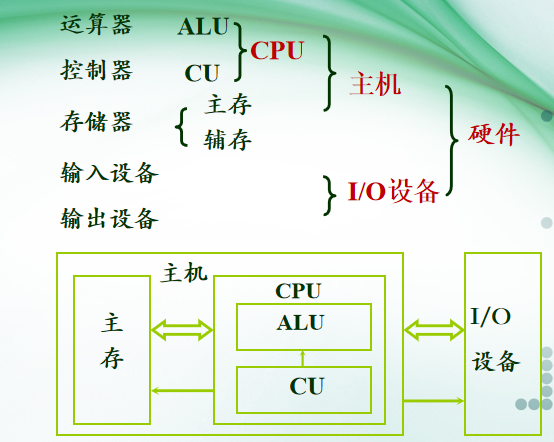 运算器 ALU
CPU
控制器 CU
主机
存储器 主存
辅存
硬件
输入设备
I/O设备
输出设备
主机
CPU
ALU
主存
I/O
设备
CU